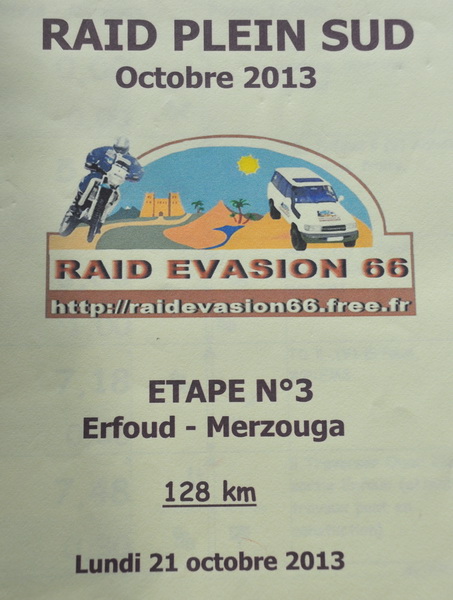 RAID PLEIN SUD
Octobre 2013
RAID EVASION 66
http://raidevasion66.free.fr
ETAPE N°3
Erfoud - Merzouga
128 km
Lundi 21 octobre 2013